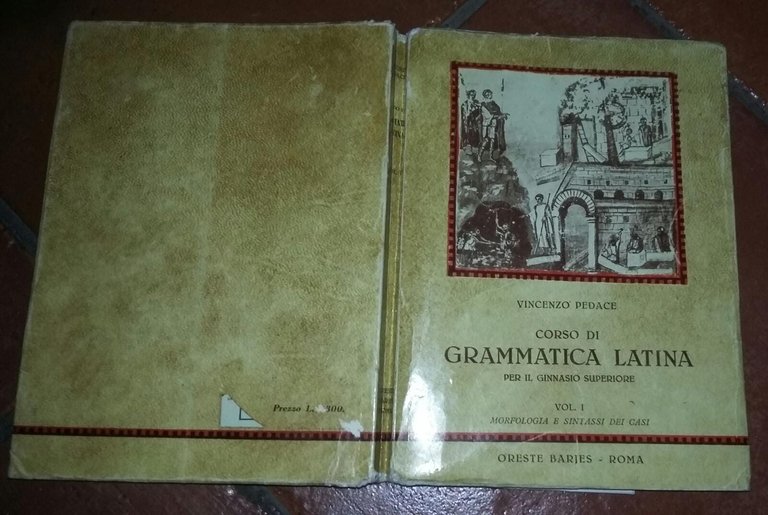 VINCENZO PEDACE
CORSO DI
GRAMMATICA LATINA
PER IL GINNASIO SUPERIORE
VOL. I
MORFOLOGIA E SINTASSI DEI CASI
ORESTE BARJES - ROMA
Prezzo L. 300.